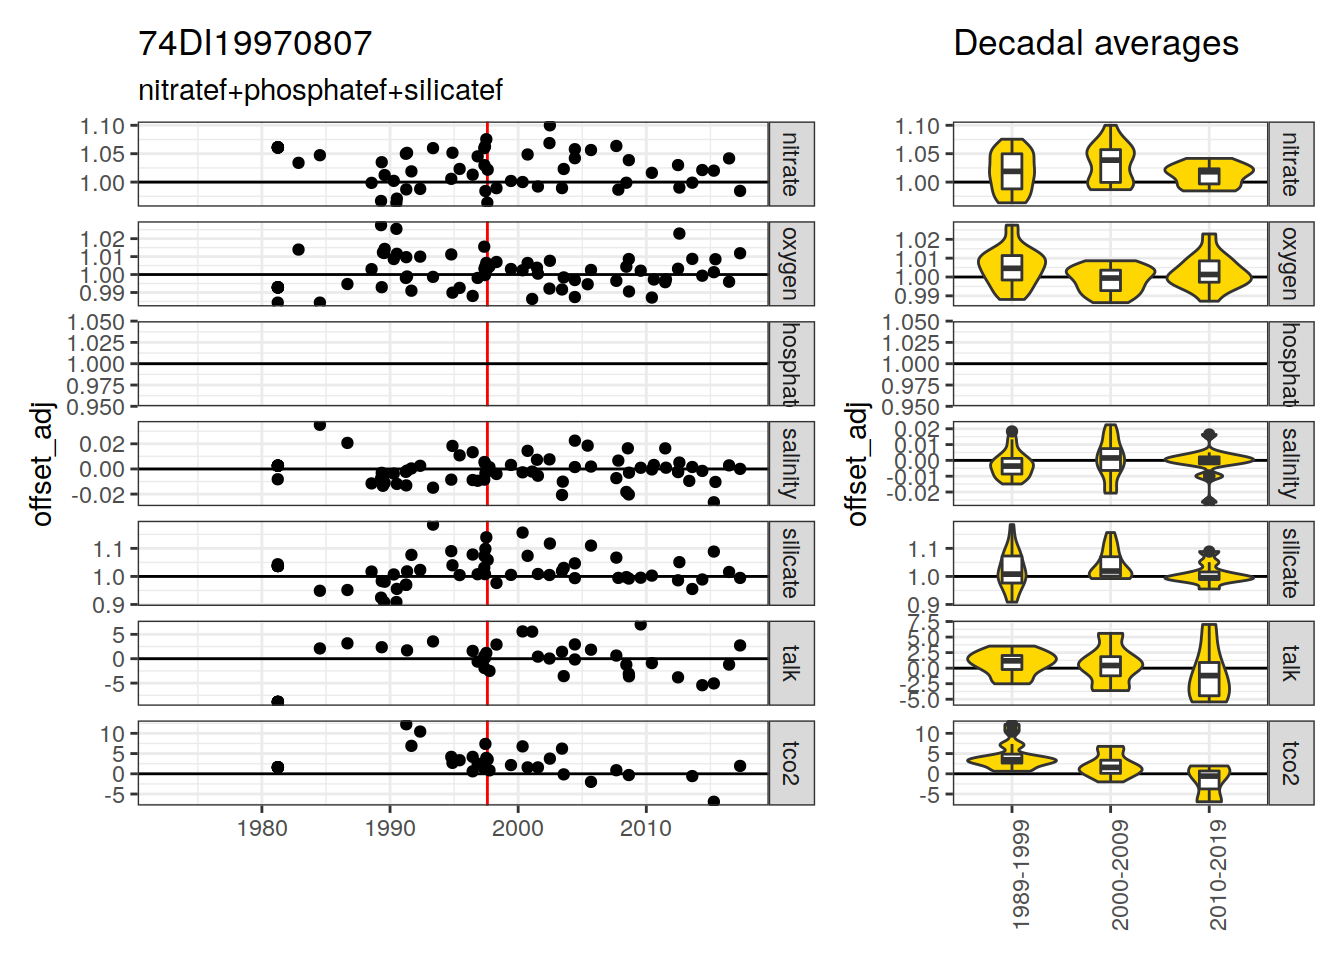 74DI19970807
nitratef+phosphatef+silicatef
offset_adj
1.10
1.05
1.00
nitrate
1.02
1.01
1.00
0.99
oxygen
1.050
1.025
1.000
0.975
0.950
hosphat
0.02
0.00
-0.02
salinity
1.1
1.0
0.9
silicate
5
0
-5
talk
10
5
0
-5
tco2
1980 1990 2000 2010
Decadal averages
offset_adj
1.10
1.05
1.00
nitrate
1.02
1.01
1.00
0.99
oxygen
1.050
1.025
1.000
0.975
0.950
hosphat
0.02
0.01
0.00
-0.01
-0.02
salinity
1.1
1.0
0.9
silicate
7.5
5.0
2.5
0.0
-2.5
-5.0
talk
10
5
0
-5
tco2
1989-1999
2000-2009
2010-2019